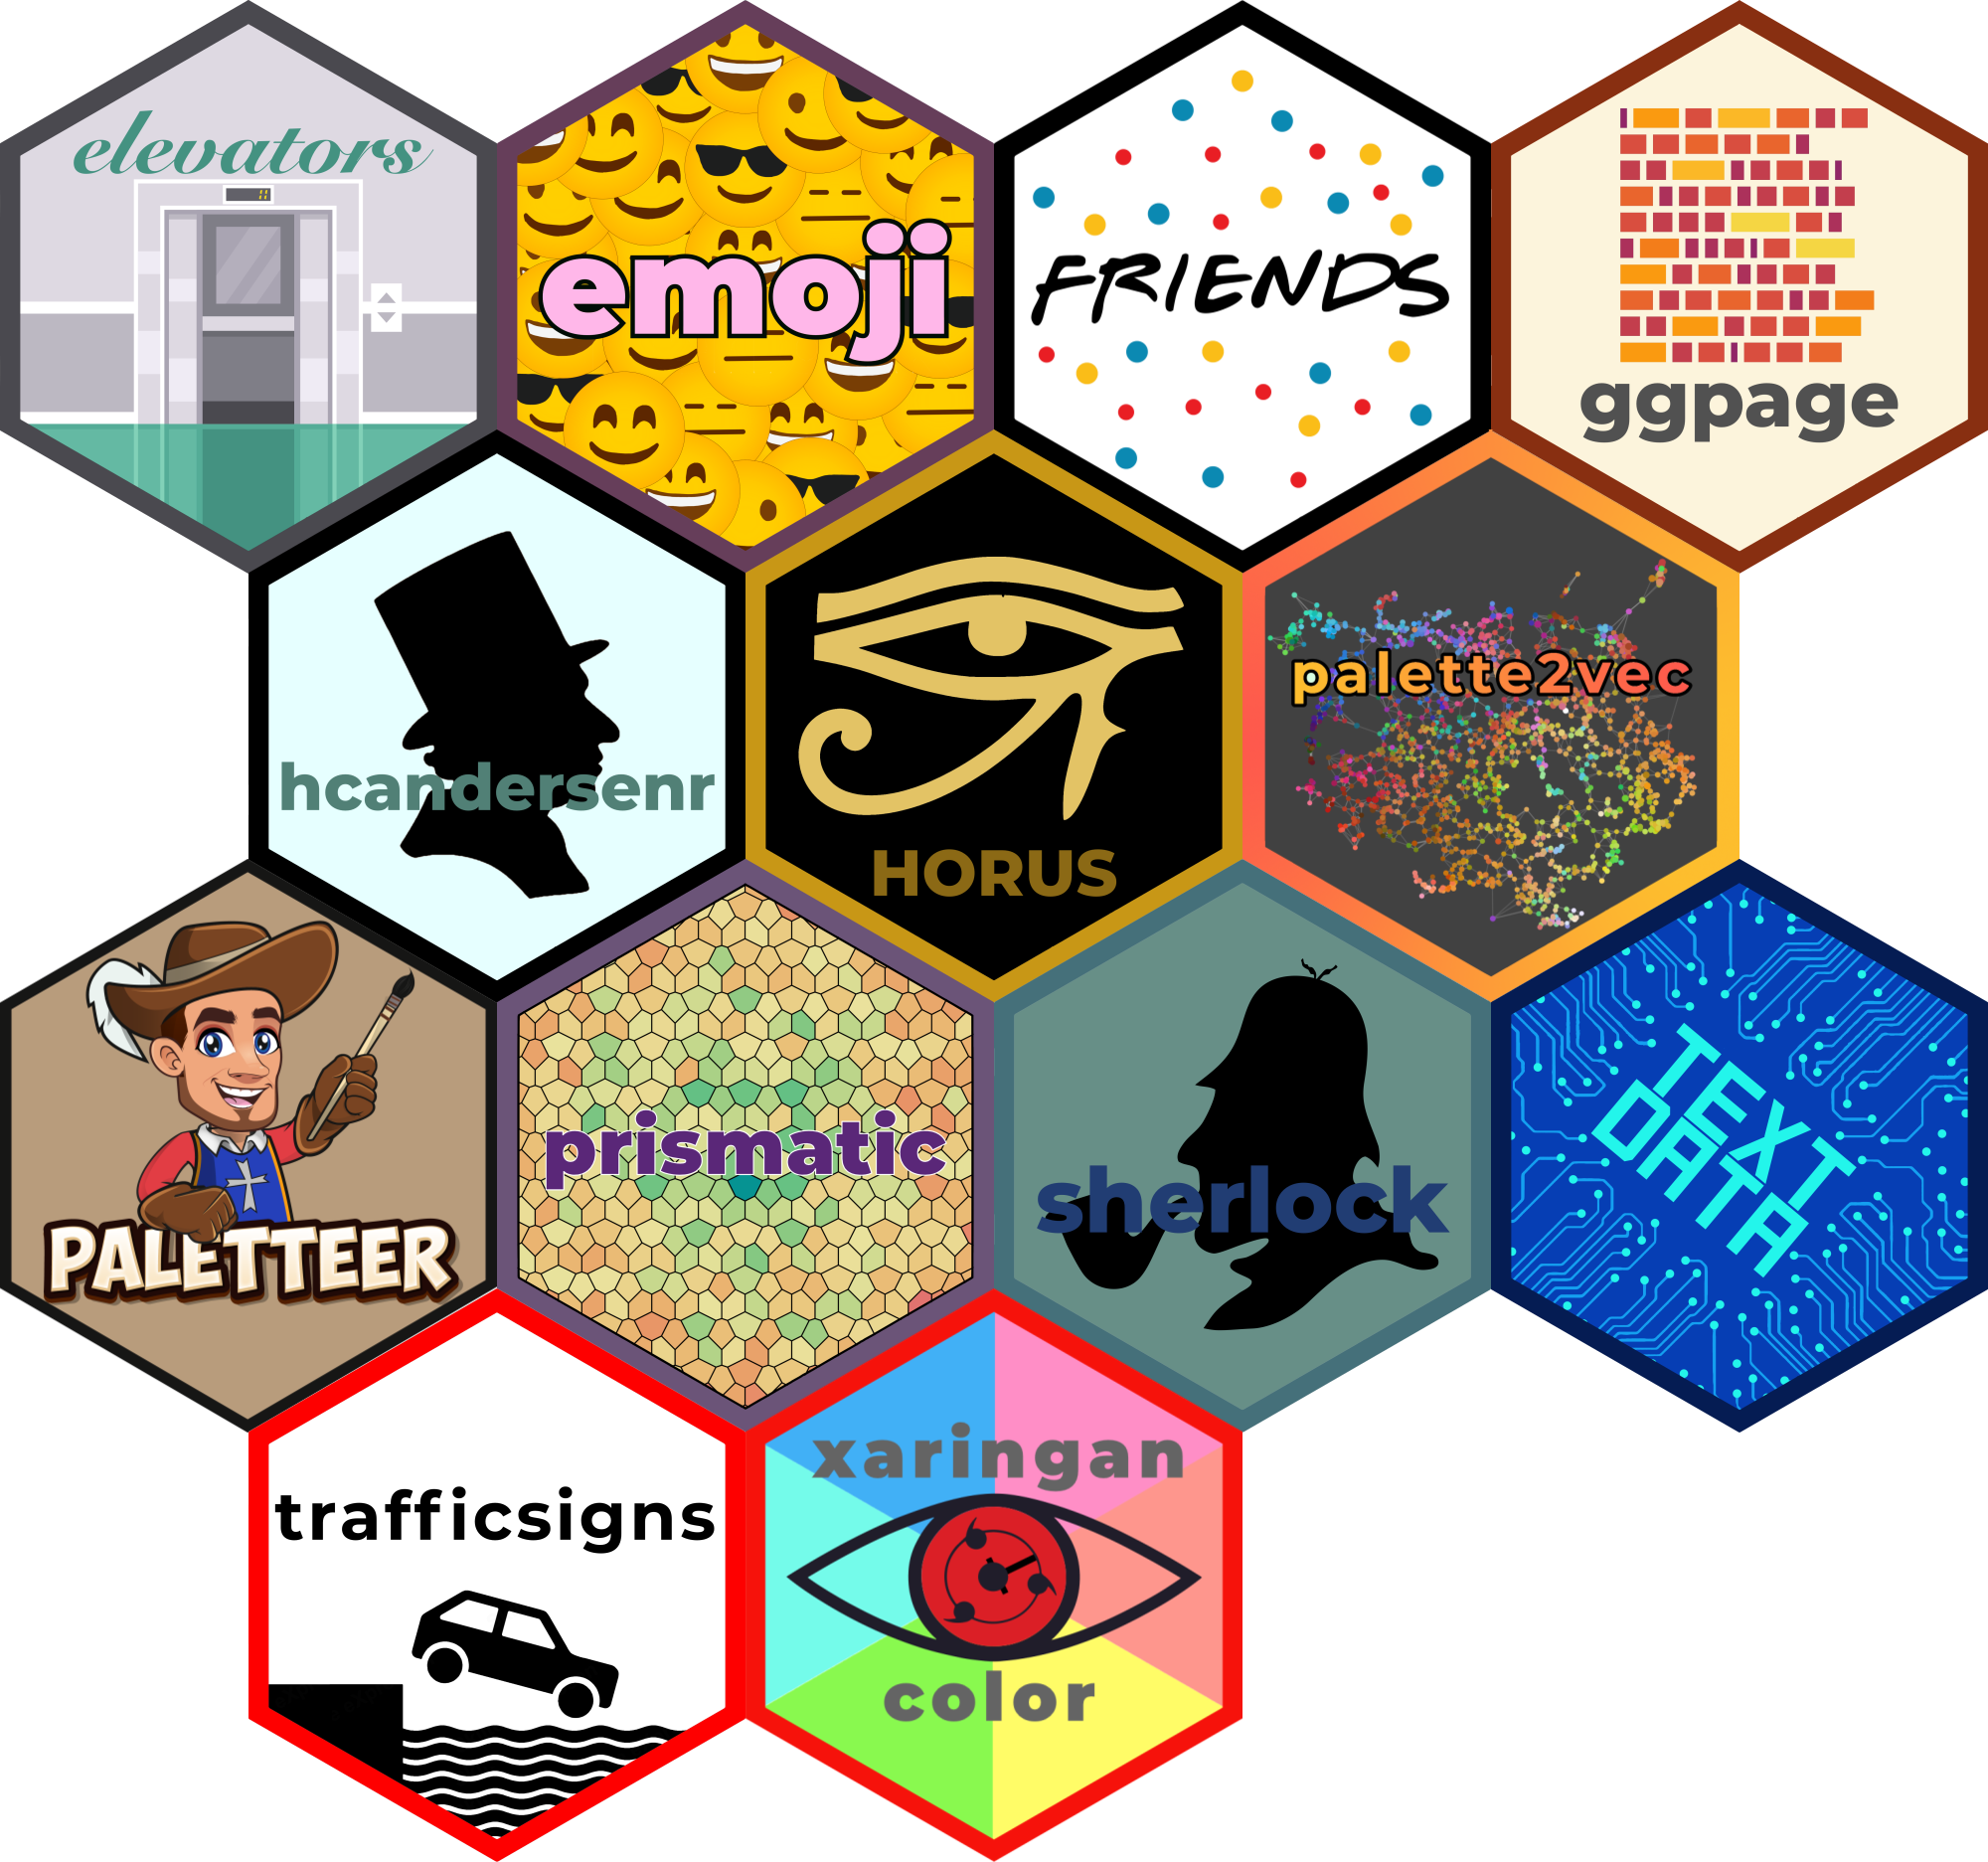 elevators
emoji
FRIENDS
ggpage
hcandersenr
HORUS
palette2vec
PALETTEER
prismatic
sherlock
TEXT
DATA
trafficsigns
xaringan
color